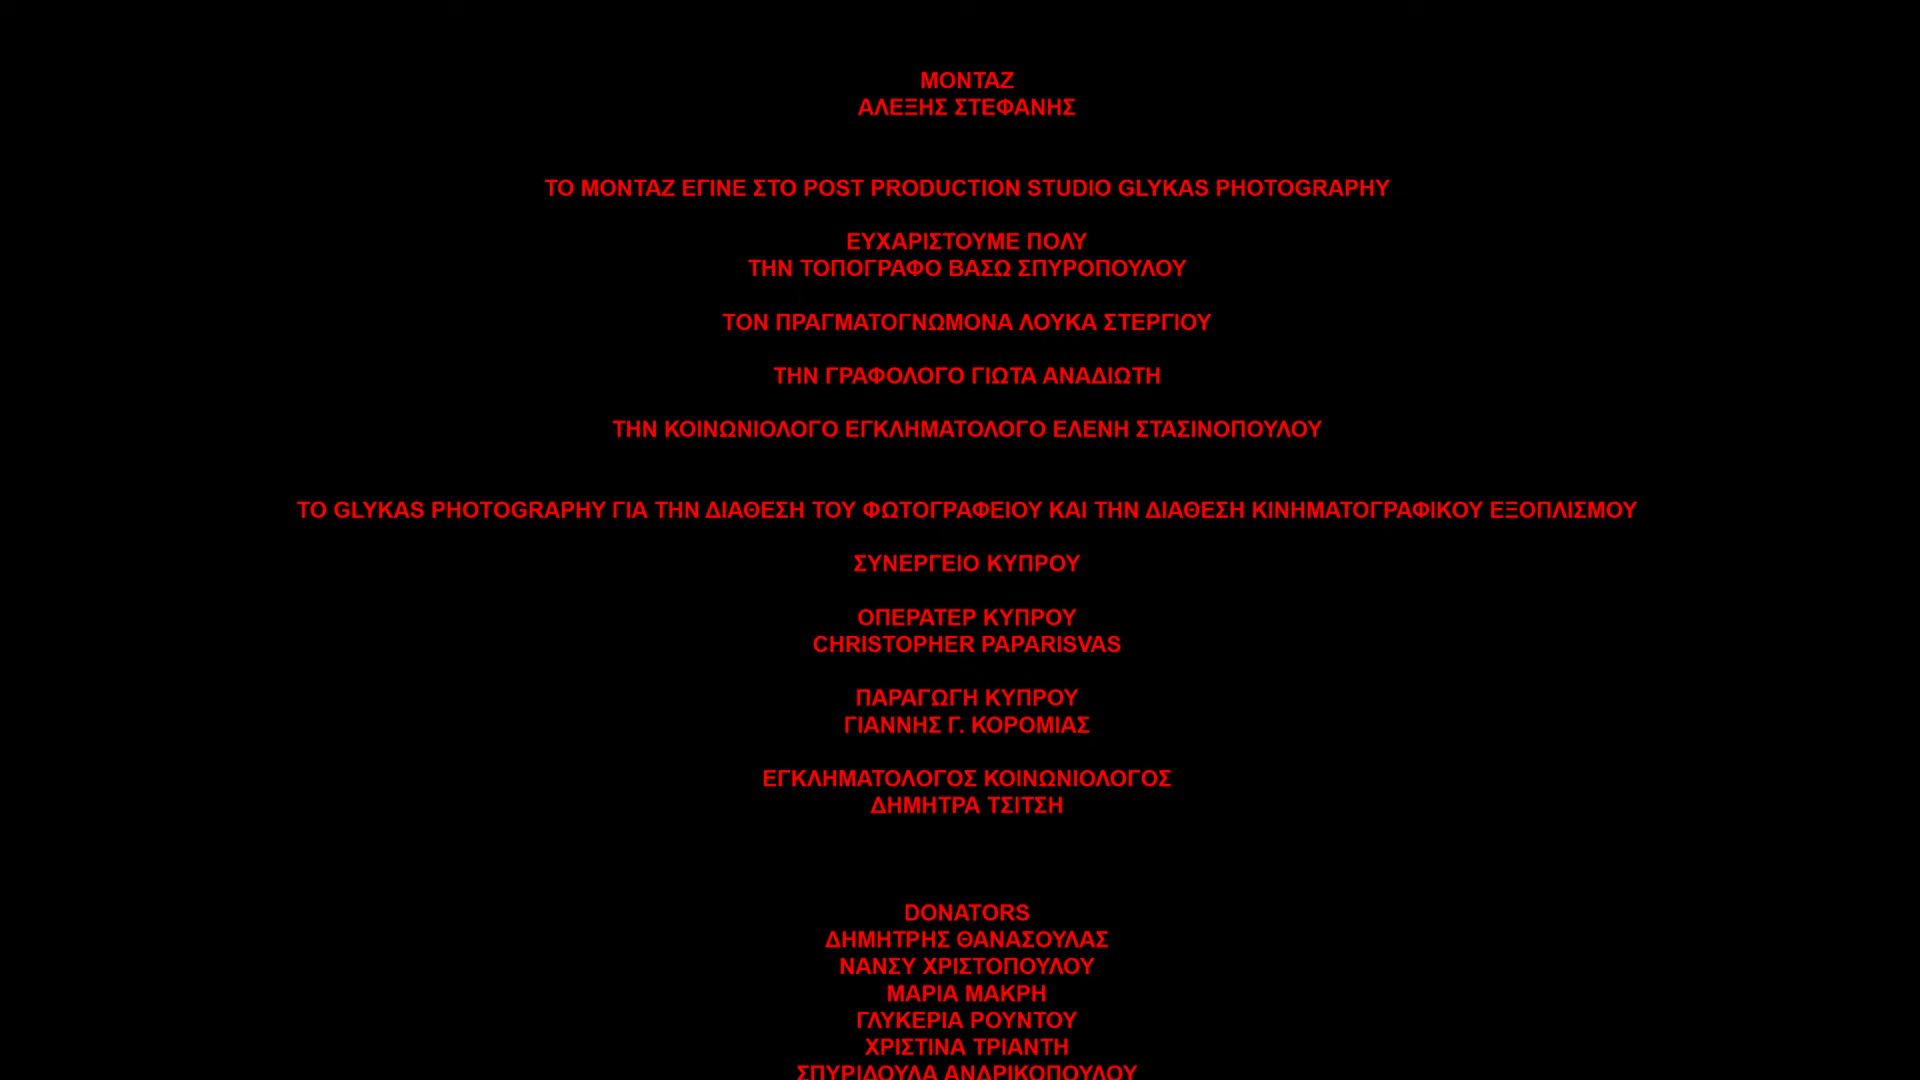 ΜΟΝΤΑΖ
ΑΛΕΞΗΣ ΣΤΕΦΑΝΗΣ
ΤΟ ΜΟΝΤΑΖ ΕΓΙΝΕ ΣΤΟ POST PRODUCTION STUDIO GLYKAS PHOTOGRAPHY
ΕΥΧΑΡΙΣΤΟΥΜΕ ΠΟΛΥ
ΤΗΝ ΤΟΠΟΓΡΑΦΟ ΒΑΣΩ ΣΠΥΡΟΠΟΥΛΟΥ
ΤΟΝ ΠΡΑΓΜΑΤΟΓΝΩΜΟΝΑ ΛΟΥΚΑ ΣΤΕΡΓΙΟΥ
ΤΗΝ ΓΡΑΦΟΛΟΓΟ ΓΙΩΤΑ ΑΝΑΔΙΩΤΗ
ΤΗΝ ΚΟΙΝΩΝΙΟΛΟΓΟ ΕΓΚΛΗΜΑΤΟΛΟΓΟ ΕΛΕΝΗ ΣΤΑΣΙΝΟΠΟΥΛΟΥ
ΤΟ GLYKAS PHOTOGRAPHY ΓΙΑ ΤΗΝ ΔΙΑΘΕΣΗ ΤΟΥ ΦΩΤΟΓΡΑΦΕΙΟΥ ΚΑΙ ΤΗΝ ΔΙΑΘΕΣΗ ΚΙΝΗΜΑΤΟΓΡΑΦΙΚΟΥ ΕΞΟΠΛΙΣΜΟΥ
ΣΥΝΕΡΓΕΙΟ ΚΥΠΡΟΥ
ΟΠΕΡΑΤΕΡ ΚΥΠΡΟΥ
CHRISTOPHER PAPARISVAS
ΠΑΡΑΓΩΓΗ ΚΥΠΡΟΥ
ΓΙΑΝΝΗΣ Γ. ΚΟΡΟΜΙΑΣ
ΕΓΚΛΗΜΑΤΟΛΟΓΟΣ ΚΟΙΝΩΝΙΟΛΟΓΟΣ
ΔΗΜΗΤΡΑ ΤΣΙΤΣΗ
DONATORS
ΔΗΜΗΤΡΗΣ ΘΑΝΑΣΟΥΛΑΣ
ΝΑΝΣΥ ΧΡΙΣΤΟΠΟΥΛΟΥ
ΜΑΡΙΑ ΜΑΚΡΗ
ΓΛΥΚΕΡΙΑ ΡΟΥΝΤΟΥ
ΧΡΙΣΤΙΝΑ ΤΡΙΑΝΤΗ
ΣΠΥΡΙΔΟΥΛΑ ΑΝΔΡΙΚΟΠΟΥΛΟΥ